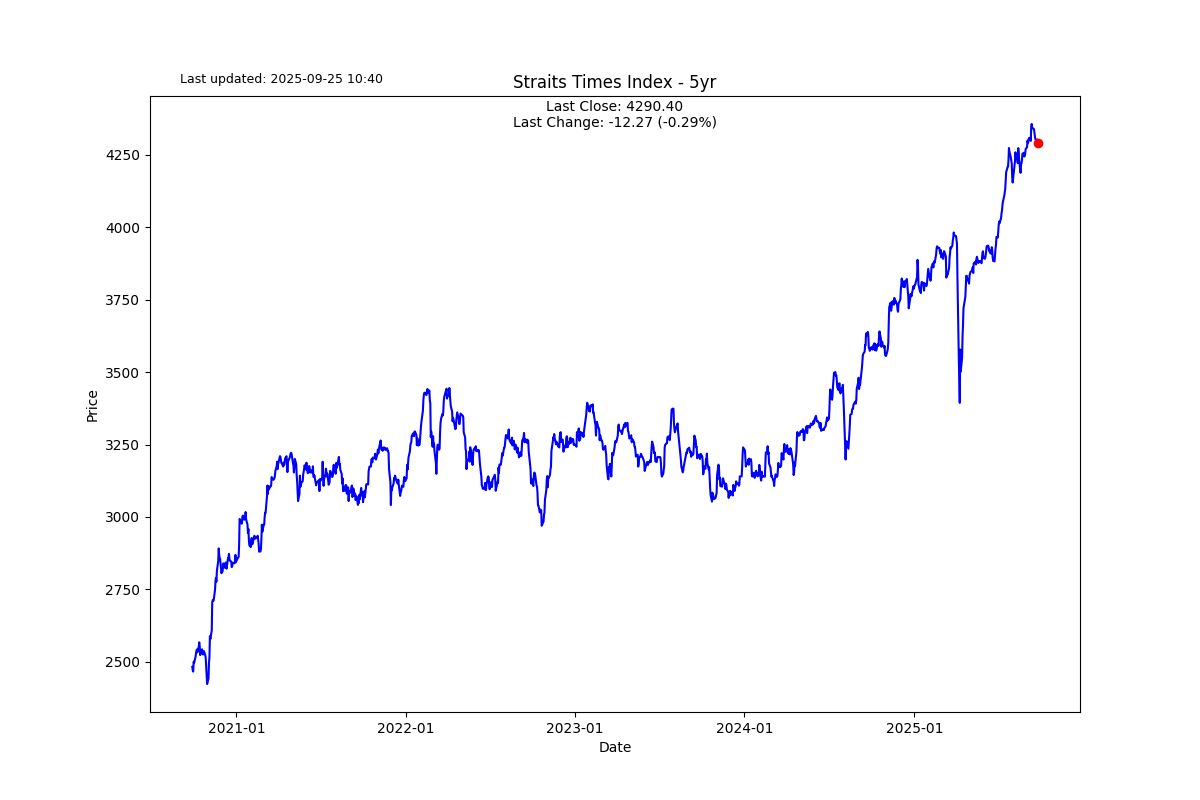 Last updated: 2025-09-25 10:40
Straits Times Index - 5yr
Last Close: 4290.40
Last Change: -12.27 (-0.29%)
4250
4000
3750
3500
3250
3000
2750
2500
Price
2021-01
2022-01
2023-01
2024-01
2025-01
Date